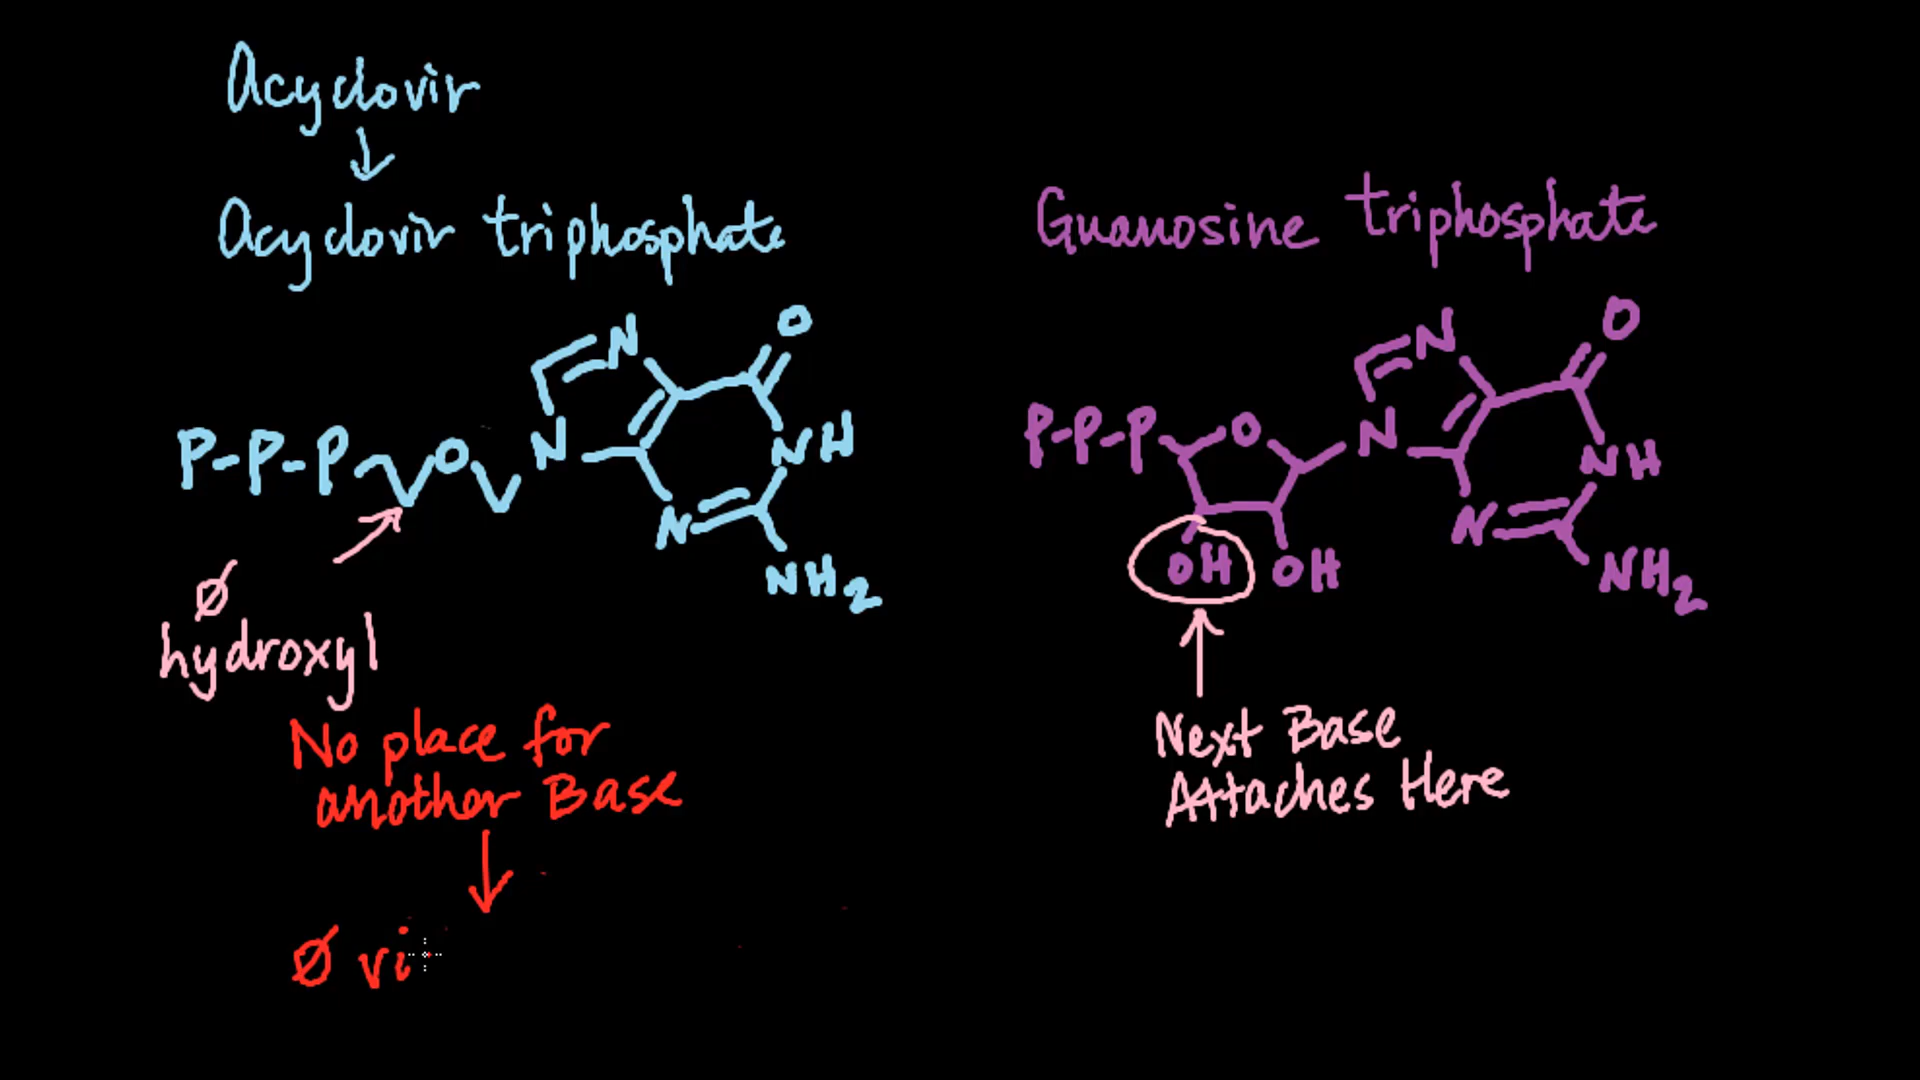 Acyclovir
Acyclovir triphosphate
Guanosine triphosphate
N
O
P-P-P
O
N
NH
N
NH2
N
O
P-P-P
O
N
NH
N
NH2
OH
OH
Ø
hydroxyl
No place for
another Base
Next Base
Attaches Here
Ø vi